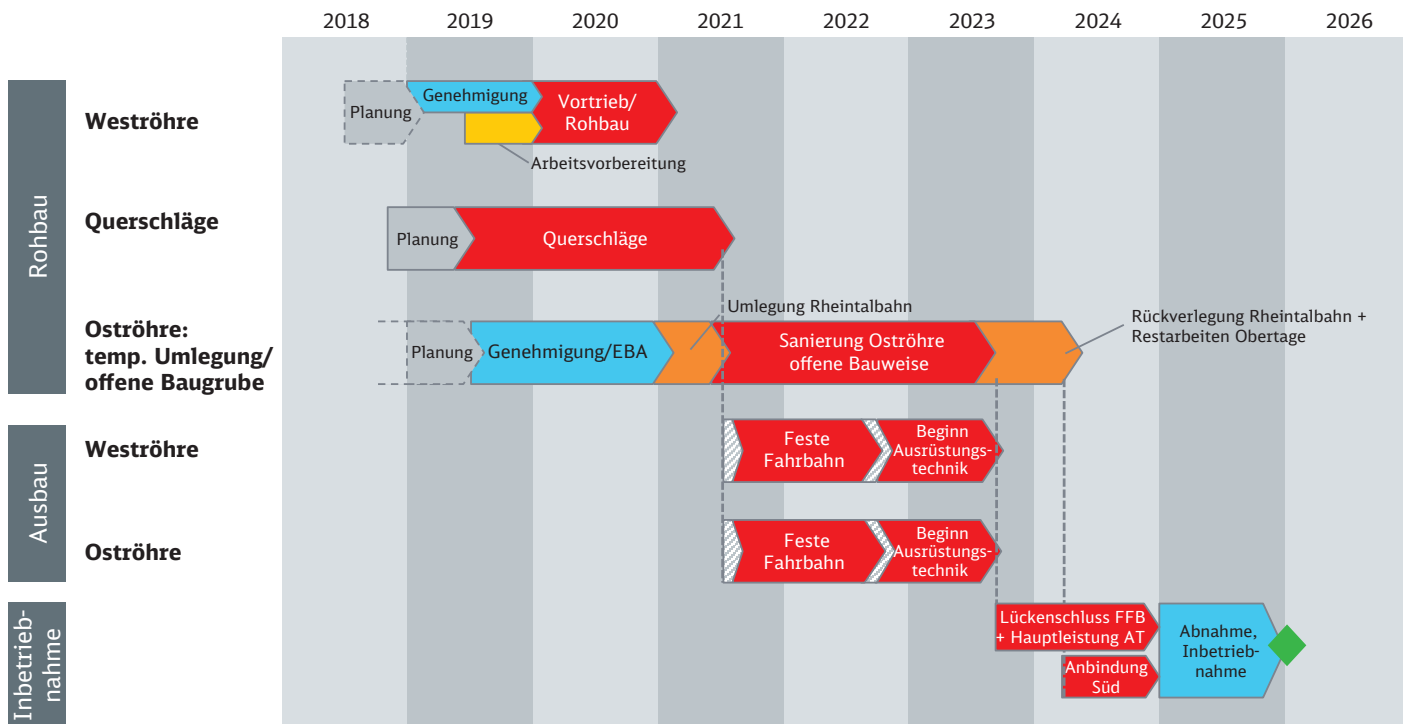 2018 2019 2020 2021 2022 2023 2024 2025 2026
Rohbau
Weströhre
Planung
Genehmigung
Vortrieb/
Rohbau
Arbeitsvorbereitung
Querschläge
Planung
Querschläge
Oströhre:
temp. Umlegung/
offene Baugrube
Planung
Genehmigung/EBA
Umlegung Rheintalbahn
Sanierung Oströhre
offene Bauweise
Rückverlegung Rheintalbahn +
Restarbeiten Obertage
Ausbau
Weströhre
Feste
Fahrbahn
Beginn
Ausrüstungs-
technik
Oströhre
Feste
Fahrbahn
Beginn
Ausrüstungs-
technik
Inbetrieb-
nahme
Lückenschluss FFB
+ Hauptleistung AT
Anbindung
Süd
Abnahme,
Inbetrieb-
nahme